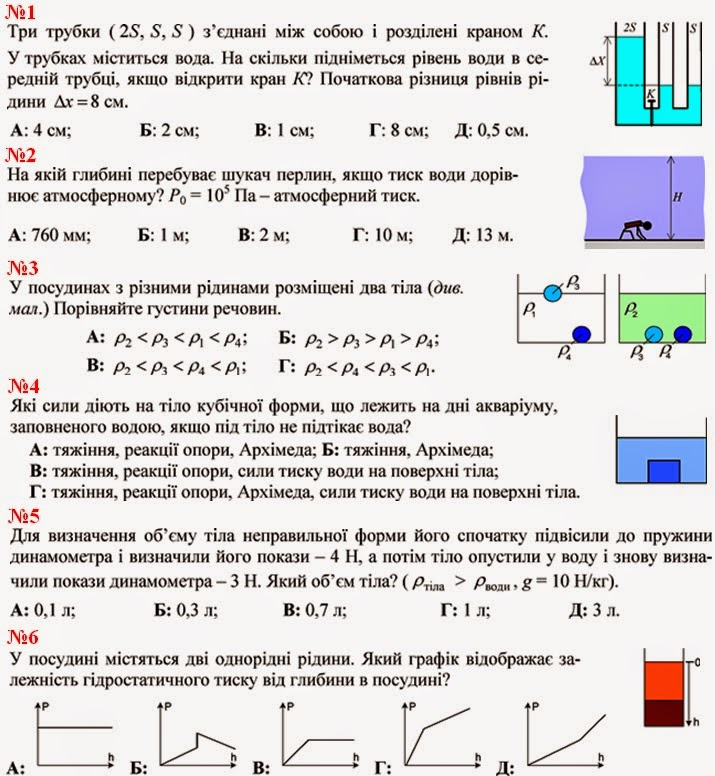 №1
Три трубки ( 2S, S, S ) з’єднані між собою і розділені краном K.
У трубках міститься вода. На скільки підніметься рівень води в се-
редній трубці, якщо відкрити кран K? Початкова різниця рівнів рі-
дини Δx = 8 см.
А: 4 см; Б: 2 см; В: 1 см; Г: 8 см; Д: 0,5 см.
2S S S
ΔX
K
№2
На якій глибині перебуває шукач перлин, якщо тиск води дорів-
нює атмосферному? P₀ = 10⁵ Па – атмосферний тиск.
А: 760 мм; Б: 1 м; В: 2 м; Г: 10 м; Д: 13 м.
H
№3
У посудинах з різними рідинами розміщені два тіла (див.
мал.) Порівняйте густини речовин.
А: ρ₂ < ρ₃ < ρ₁ < ρ₄; Б: ρ₂ > ρ₃ > ρ₁ > ρ₄;
В: ρ₂ < ρ₃ < ρ₄ < ρ₁; Г: ρ₂ < ρ₄ < ρ₃ < ρ₁.
ρ₃
ρ₁ ρ₂
ρ₄ ρ₃ ρ₄
№4
Які сили діють на тіло кубічної форми, що лежить на дні акваріуму,
заповненого водою, якщо під тіло не підтікає вода?
А: тяжіння, реакції опори, Архімеда; Б: тяжіння, Архімеда;
В: тяжіння, реакції опори, сили тиску води на поверхні тіла;
Г: тяжіння, реакції опори, Архімеда, сили тиску води на поверхні тіла.
№5
Для визначення об’єму тіла неправильної форми його спочатку підвісили до пружини
динамометра і визначили його покази – 4 Н, а потім тіло опустили у воду і знову визна-
чили покази динамометра – 3 Н. Який об’єм тіла? ( ρтіла > ρводи, g = 10 Н/кг).
А: 0,1 л; Б: 0,3 л; В: 0,7 л; Г: 1 л; Д: 3 л.
№6
У посудині містяться дві однорідні рідини. Який графік відображає за-
лежність гідростатичного тиску від глибини в посудині?
0
h
P P P P P
h h h h h
А: Б: В: Г: Д: